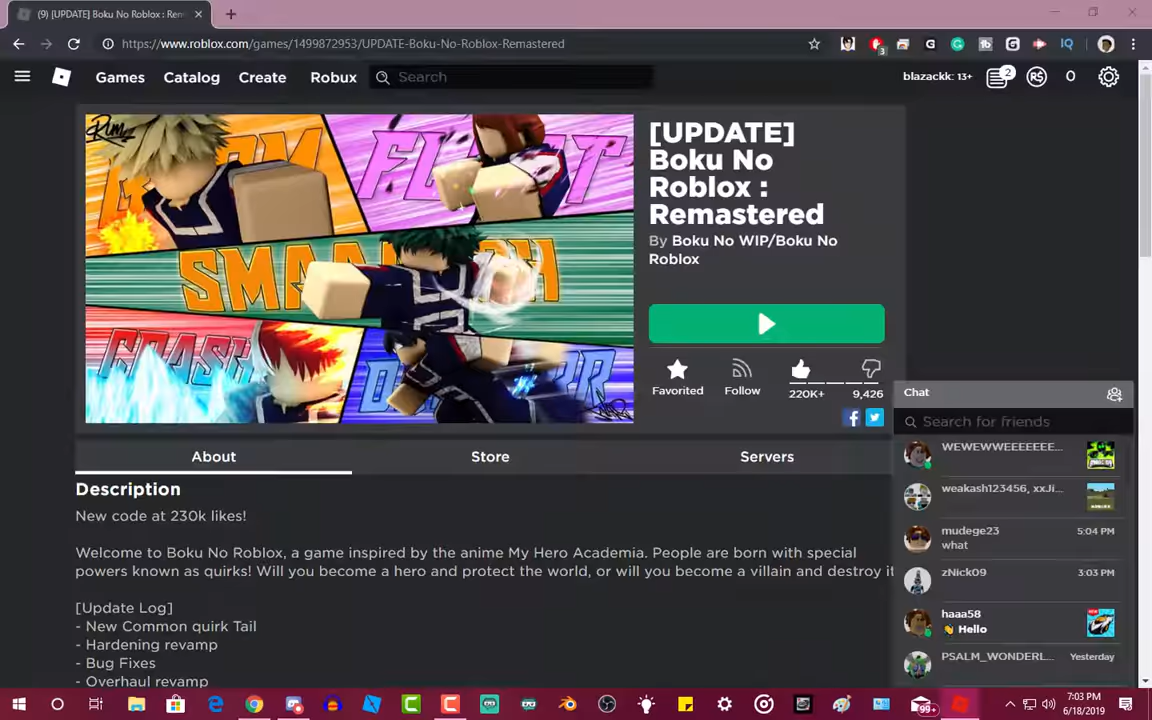 (9) [UPDATE] Boku No Roblox : Rem
https://www.roblox.com/games/1499872953/UPDATE-Boku-No-Roblox-Remastered
Games Catalog Create Robux Search
blazackk: 13+ 2 0
FLOAT
SMAAAASH
[UPDATE]
Boku No
Roblox :
Remastered
By Boku No WIP/Boku No
Roblox
Favorited Follow 220K+ 9,426
About Store Servers
Description
New code at 230k likes!
Welcome to Boku No Roblox, a game inspired by the anime My Hero Academia. People are born with special
powers known as quirks! Will you become a hero and protect the world, or will you become a villain and destroy it
[Update Log]
- New Common quirk Tail
- Hardening revamp
- Bug Fixes
- Overhaul revamp
Chat
Search for friends
WEWEWWEEEEEEE...
weakash123456, xxJi...
mudege23 5:04 PM
what
zNick09 3:03 PM
haaa58
👋 Hello
PSALM_WONDERL... Yesterday
99+
7:03 PM
6/18/2019